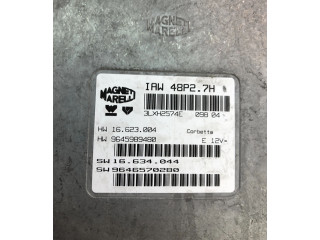 MAGNETI
MARELLI
MAGNETI
MARELLI
IAW 48P2.7H
3LXH2574E 098 04
HW 16.623.004 Corbetta
HW 9645989480 E 12V=
SW 16.634.044
SW 9646570280